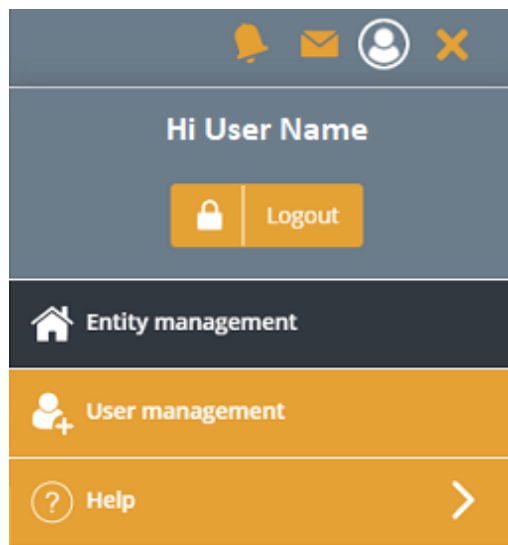 Hi User Name
Logout
Entity management
User management
Help